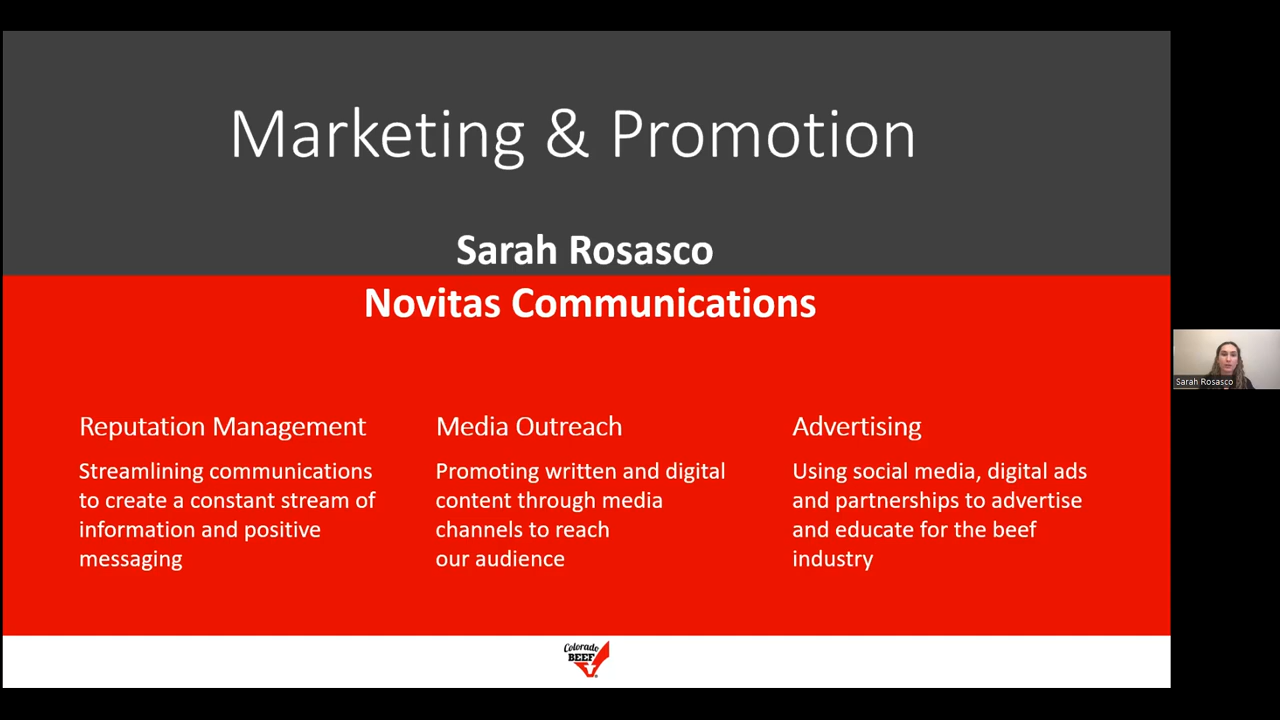 Marketing & Promotion
Sarah Rosasco
Novitas Communications
Reputation Management
Streamlining communications
to create a constant stream of
information and positive
messaging
Media Outreach
Promoting written and digital
content through media
channels to reach
our audience
Advertising
Using social media, digital ads
and partnerships to advertise
and educate for the beef
industry
Colorado
BEEF
Sarah Rosasco